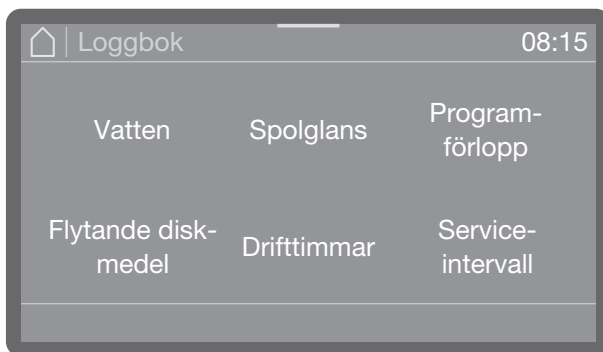 Loggbok 08:15
Vatten
Spolglans
Program-
förlopp
Flytande disk-
medel
Drifttimmar
Service-
intervall